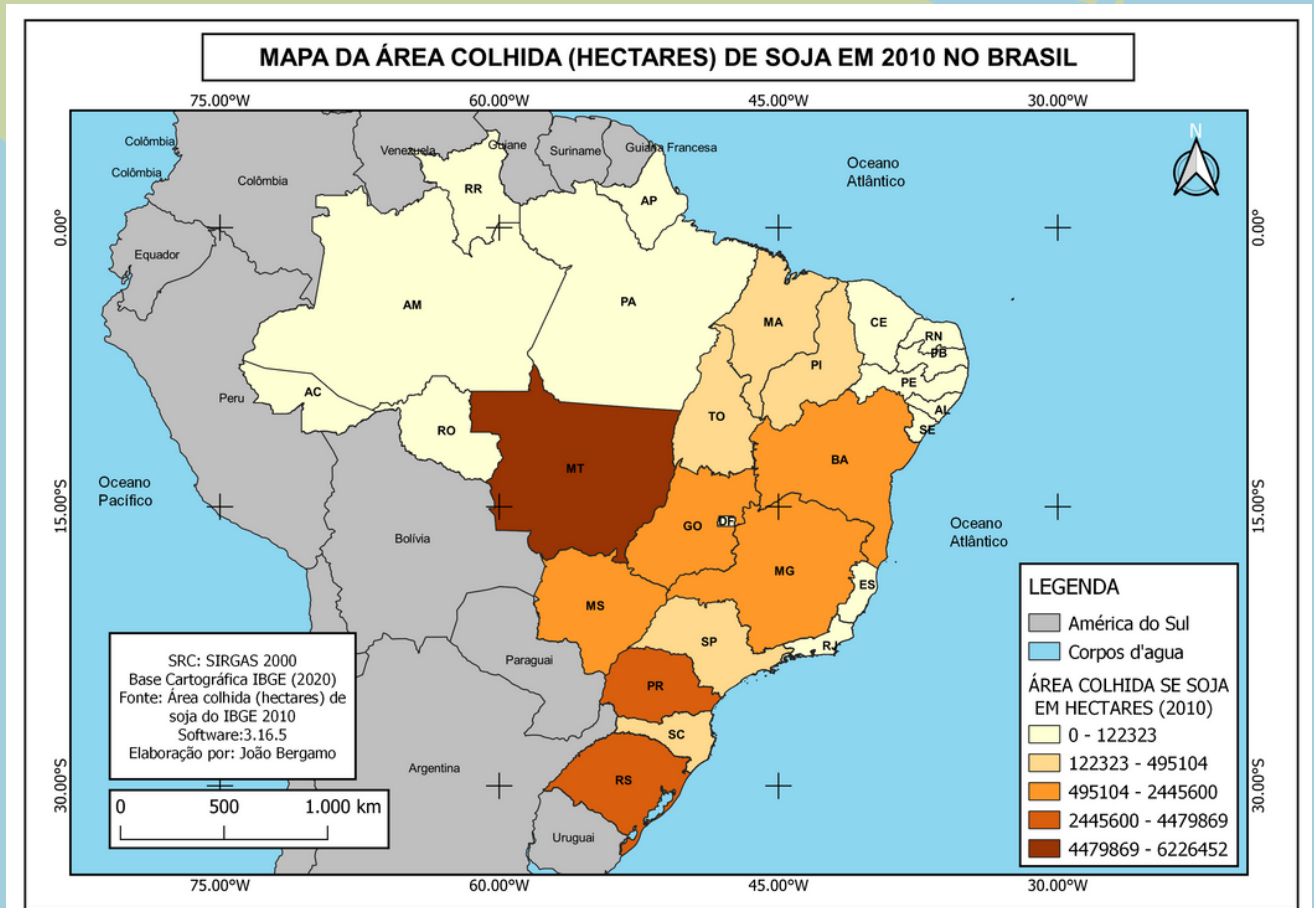 MAPA DA ÁREA COLHIDA (HECTARES) DE SOJA EM 2010 NO BRASIL
75.00°W
60.00°W
45.00°W
30.00°W
N
Colômbia
Colômbia
Colômbia
Venezuela
Guiane
Suriname
Guiana Francesa
Oceano
Atlântico
RR
AP
0.00°
0.00°
Equador
AM
PA
MA
CE
RN
PB
PI
PE
AL
SE
Peru
AC
RO
TO
MT
BA
Oceano
Pacífico
15.00°S
15.00°S
Bolívia
GO
DF
Oceano
Atlântico
MG
ES
MS
SP
RJ
Paraguai
PR
SC
RS
Argentina
Uruguai
30.00°S
30.00°S
SRC: SIRGAS 2000
Base Cartográfica IBGE (2020)
Fonte: Área colhida (hectares) de
soja do IBGE 2010
Software:3.16.5
Elaboração por: João Bergamo
0 500 1.000 km
LEGENDA
América do Sul
Corpos d'agua
ÁREA COLHIDA SE SOJA
EM HECTARES (2010)
0 - 122323
122323 - 495104
495104 - 2445600
2445600 - 4479869
4479869 - 6226452
75.00°W
60.00°W
45.00°W
30.00°W